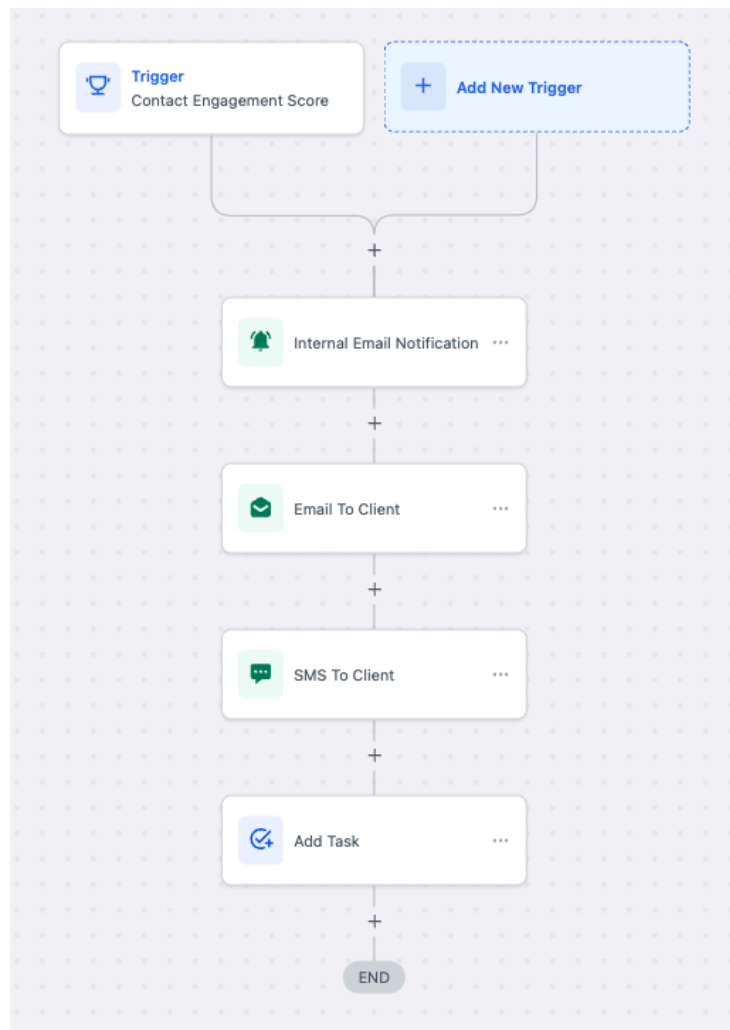 Trigger
Contact Engagement Score
Add New Trigger
Internal Email Notification
Email To Client
SMS To Client
Add Task
END